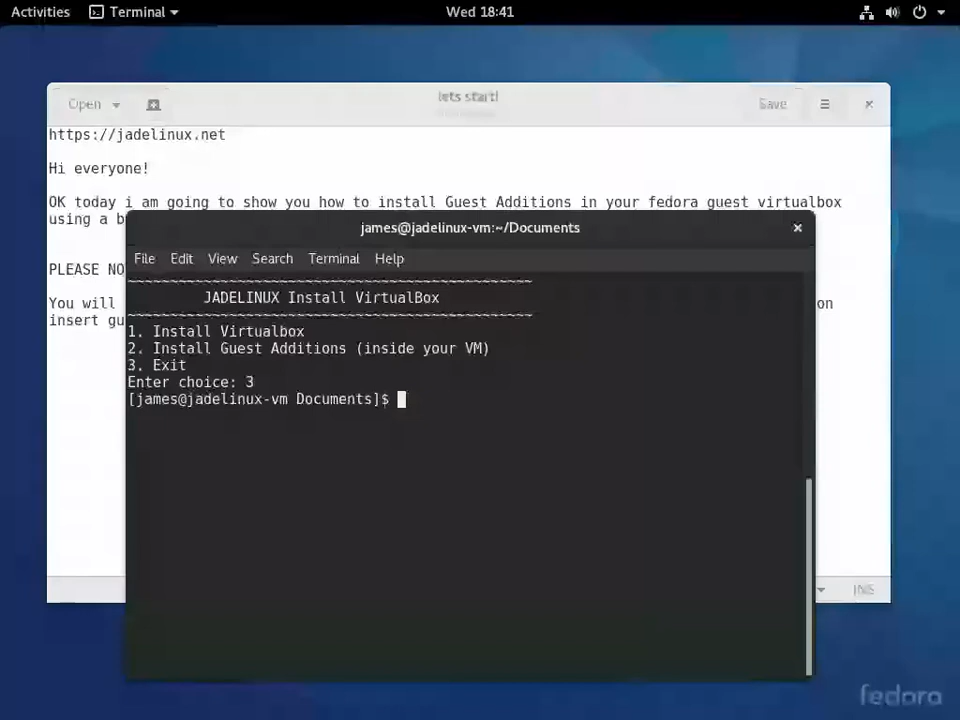 Activities Terminal Wed 18:41
Open lets start! Save
https://jadelinux.net
Hi everyone!
OK today i am going to show you how to install Guest Additions in your fedora guest virtualbox
using a b
PLEASE NO
You will on
insert gu
james@jadelinux-vm:~/Documents
File Edit View Search Terminal Help
~~~~~~~~~~~~~~~~~~~~~~~~~~~~~~~~~~~~~~~~~~~~~~~~
JADELINUX Install VirtualBox
~~~~~~~~~~~~~~~~~~~~~~~~~~~~~~~~~~~~~~~~~~~~~~~~
1. Install Virtualbox
2. Install Guest Additions (inside your VM)
3. Exit
Enter choice: 3
[james@jadelinux-vm Documents]$
INS
fedora